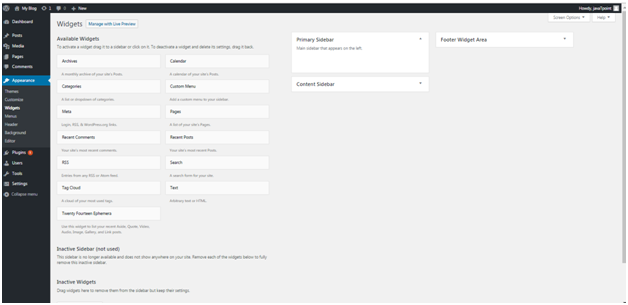 My Blog 1 0 + New
Howdy, javaTpoint
Dashboard
Posts
Media
Pages
Comments
Appearance
Themes
Customize
Widgets
Menus
Header
Background
Editor
Plugins 1
Users
Tools
Settings
Collapse menu
Screen Options
Help
Widgets
Manage with Live Preview
Available Widgets
To activate a widget drag it to a sidebar or click on it. To deactivate a widget and delete its settings, drag it back.
Archives
A monthly archive of your site's Posts.
Calendar
A calendar of your site's Posts.
Categories
A list or dropdown of categories.
Custom Menu
Add a custom menu to your sidebar.
Meta
Login, RSS, & WordPress.org links.
Pages
A list of your site's Pages.
Recent Comments
Your site's most recent comments.
Recent Posts
Your site's most recent Posts.
RSS
Entries from any RSS or Atom feed.
Search
A search form for your site.
Tag Cloud
A cloud of your most used tags.
Text
Arbitrary text or HTML.
Twenty Fourteen Ephemera
Use this widget to list your recent Aside, Quote, Video,
Audio, Image, Gallery, and Link posts.
Inactive Sidebar (not used)
This sidebar is no longer available and does not show anywhere on your site. Remove each of the widgets below to fully
remove this inactive sidebar.
Inactive Widgets
Drag widgets here to remove them from the sidebar but keep their settings.
Primary Sidebar
Main sidebar that appears on the left.
Content Sidebar
Footer Widget Area